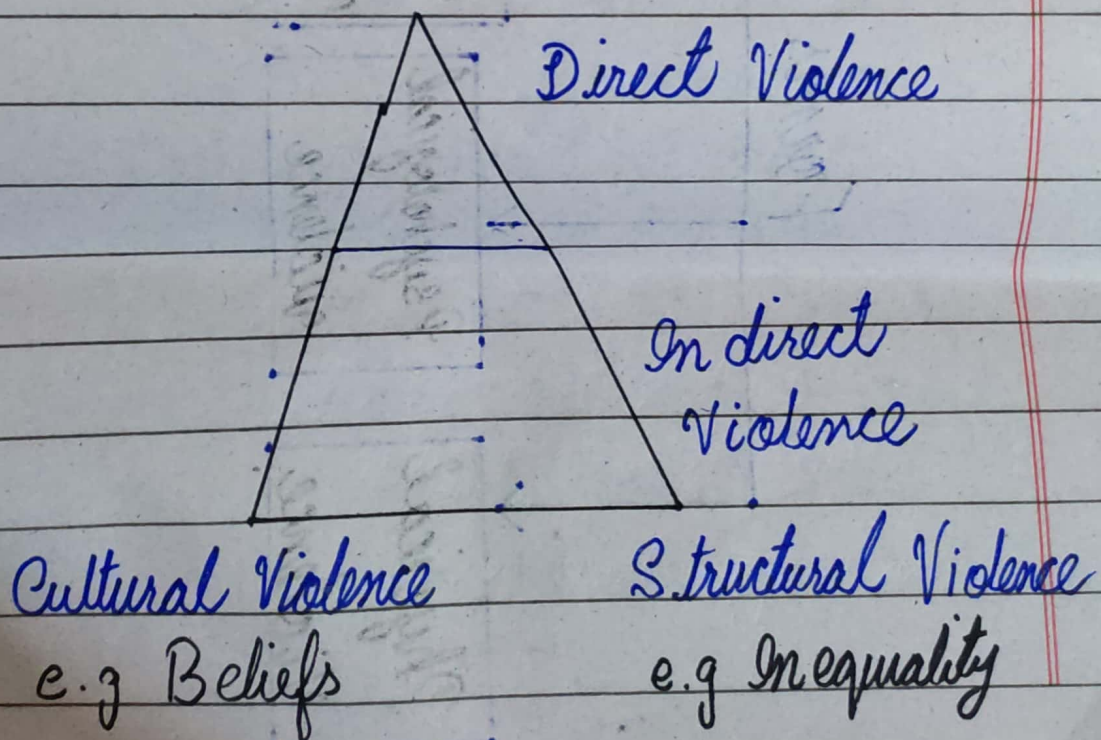 Direct Violence
In direct
Violence
Cultural Violence
Structural Violence
e.g Beliefs
e.g Inequality